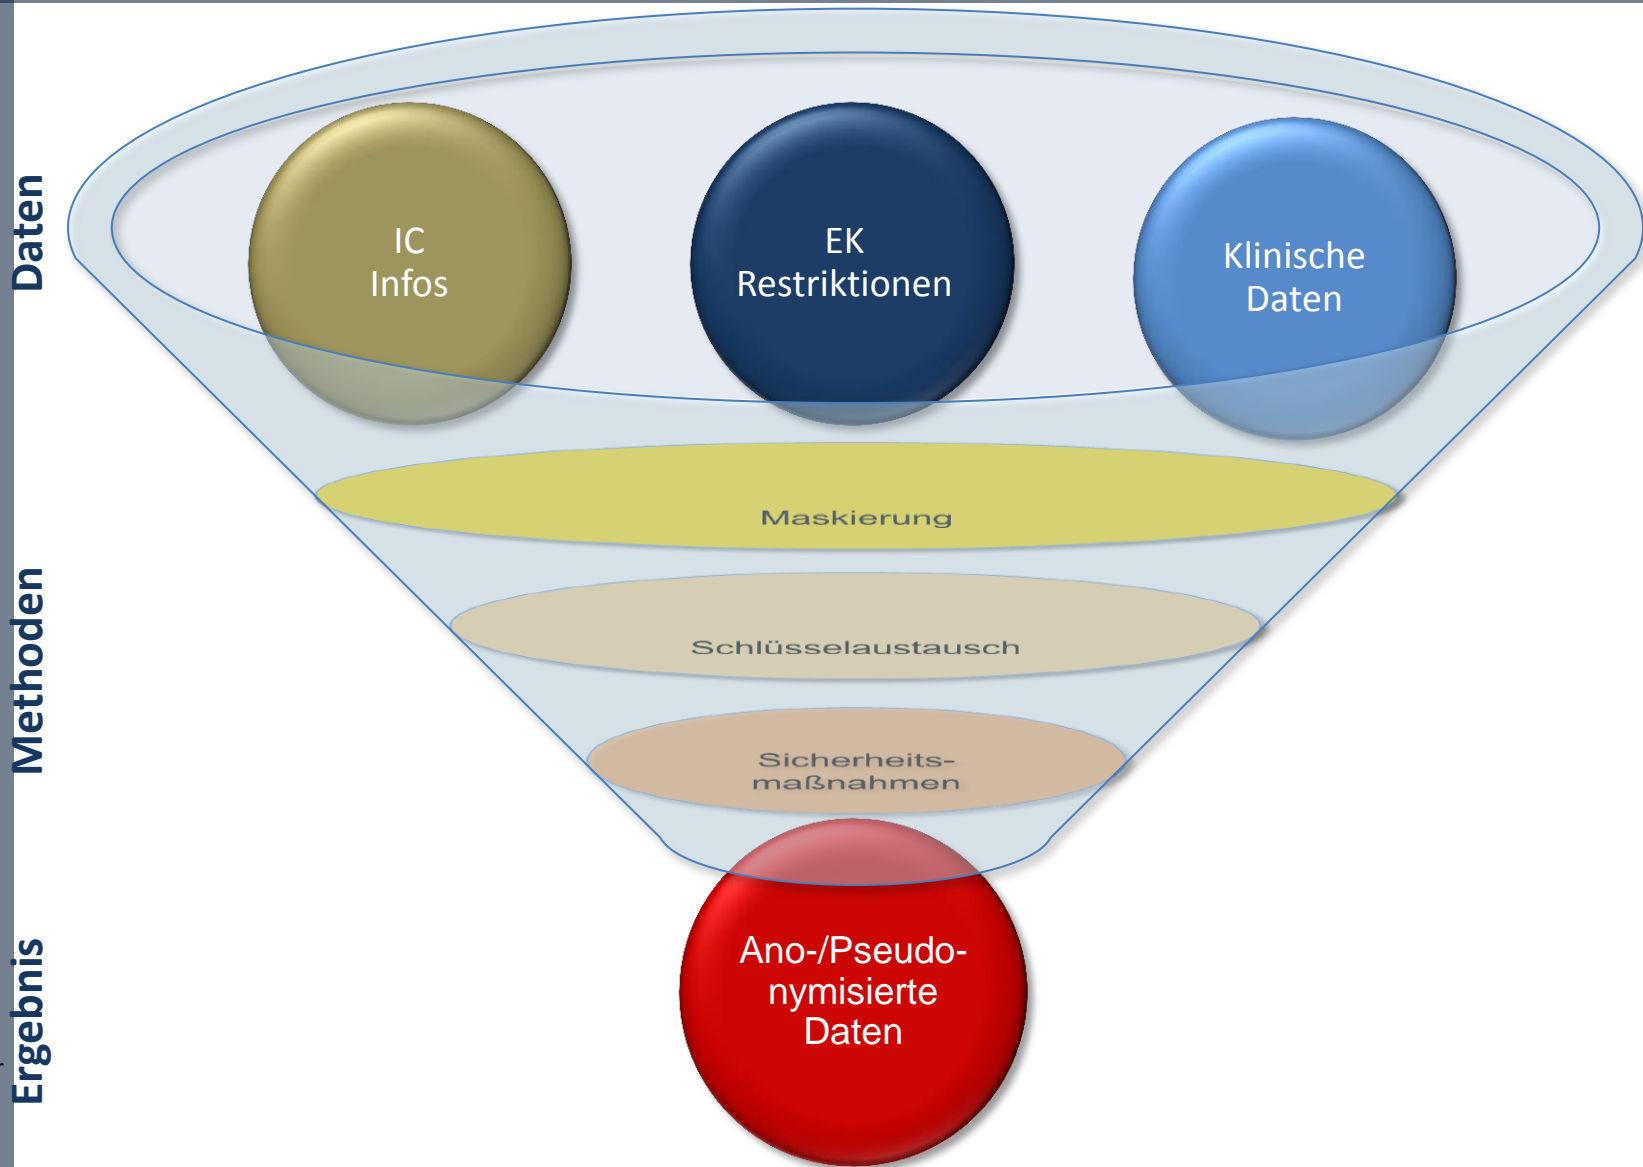 Daten
IC
Infos
EK
Restriktionen
Klinische
Daten
Methoden
Maskierung
Schlüsselaustausch
Sicherheits-
maßnahmen
Ergebnis
Ano-/Pseudo-
nymisierte
Daten